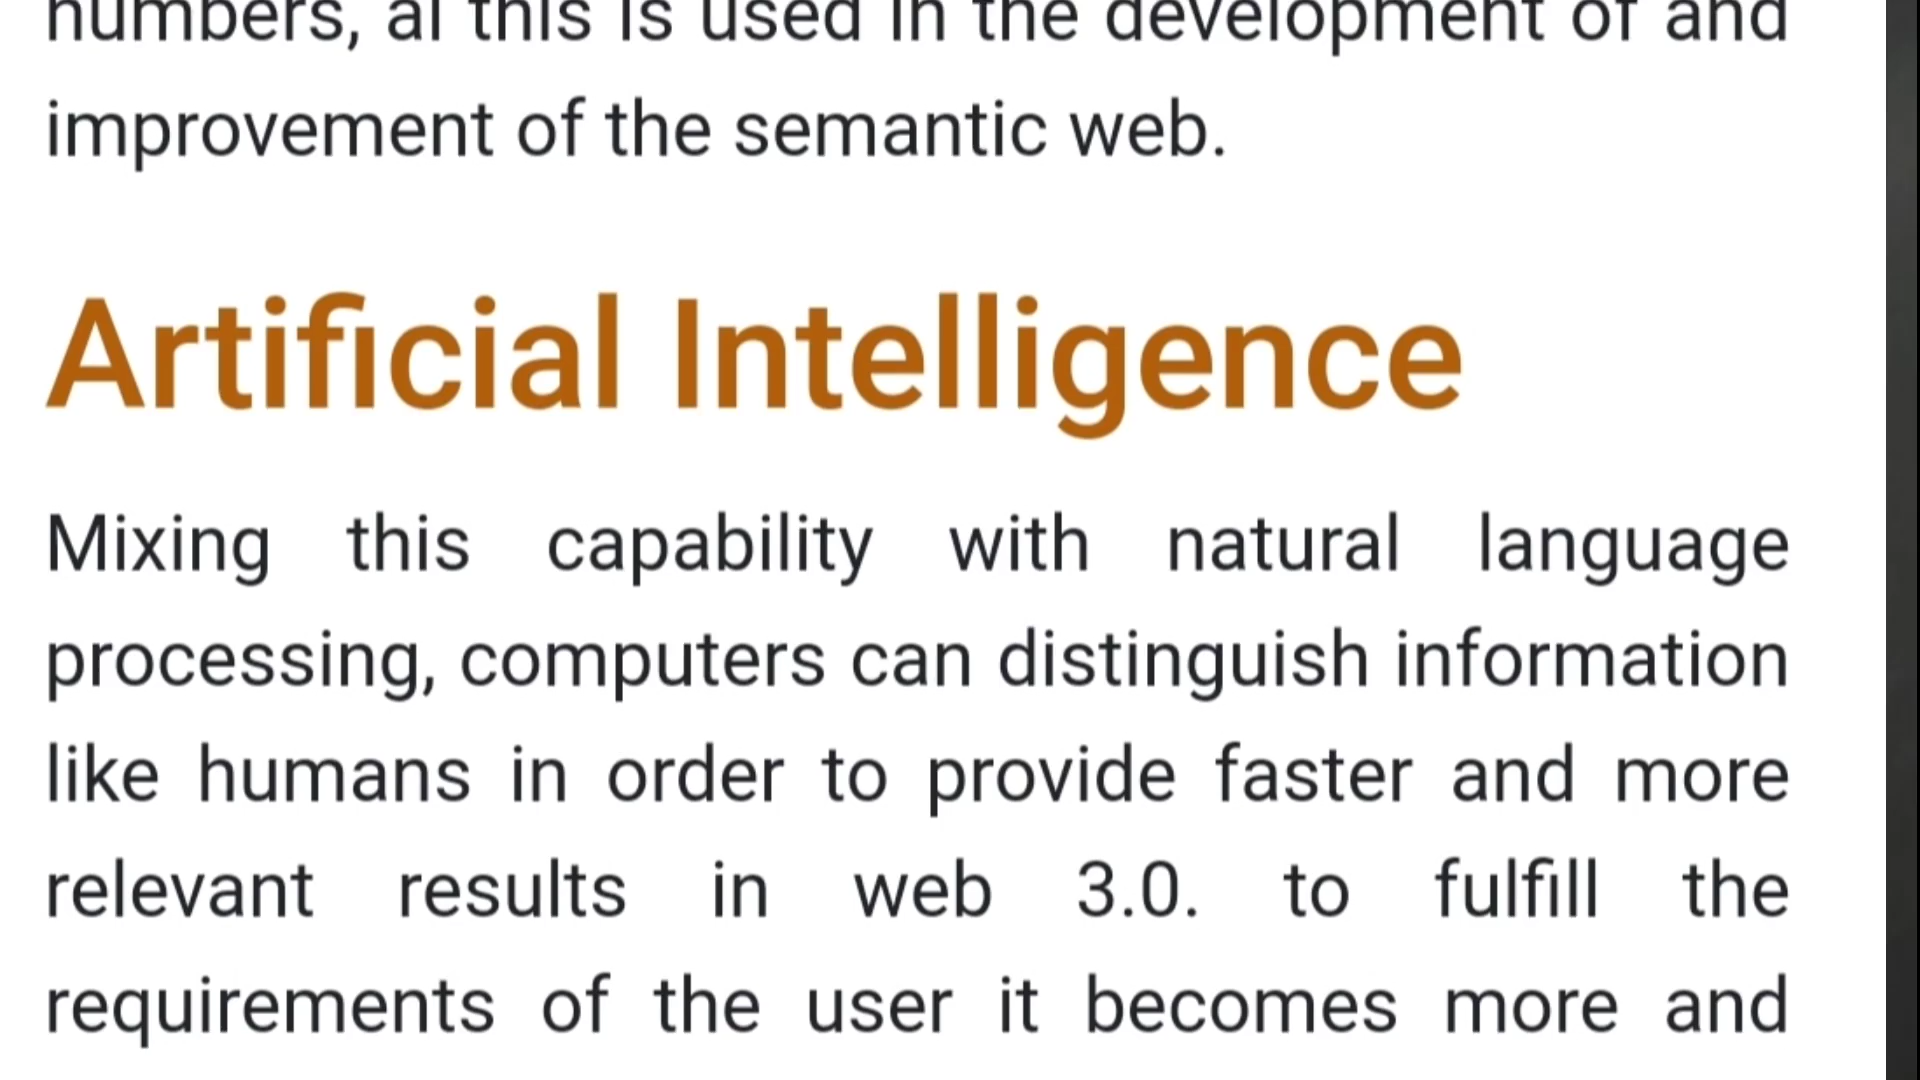 numbers, al this is used in the development of and
improvement of the semantic web.
Artificial Intelligence
Mixing this capability with natural language
processing, computers can distinguish information
like humans in order to provide faster and more
relevant results in web 3.0. to fulfill the
requirements of the user it becomes more and